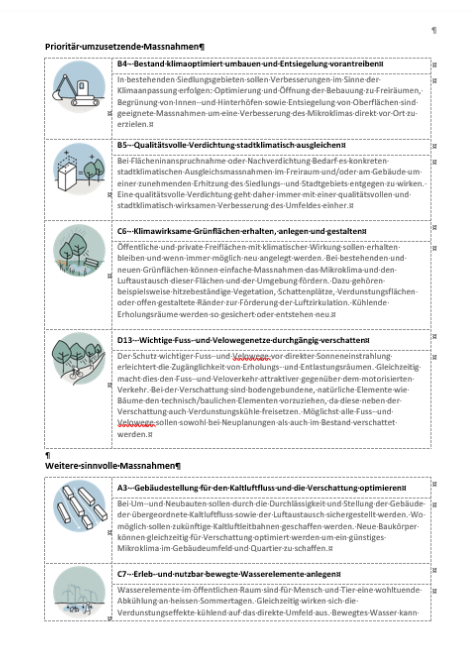 Prioritär umzusetzende Massnahmen¶
B4 - Bestand klimaoptimiert umbauen und Entsiegelung vorantreiben¤
In bestehenden Siedlungsgebieten sollen Verbesserungen im Sinne der
Klimaanpassung erfolgen: Optimierung und Öffnung der Bebauung zu Freiräumen,
Begrünung von Innen- und Hinterhöfen sowie Entsiegelung von Oberflächen sind
geeignete Massnahmen um eine Verbesserung des Mikroklimas direkt vor Ort zu
erzielen.¤
B5 - Qualitätsvolle Verdichtung stadtklimatisch ausgleichen¤
Bei Flächeninanspruchnahme oder Nachverdichtung Bedarf es konkreten
stadtklimatischen Ausgleichsmassnahmen im Freiraum und/oder am Gebäude um
einer zunehmenden Erhitzung des Siedlungs- und Stadtgebiets entgegen zu wirken.
Eine qualitätsvolle Verdichtung geht daher immer mit einer qualitätsvollen und
stadtklimatisch wirksamen Verbesserung des Umfeldes einher.¤
C6 - Klimawirksame Grünflächen erhalten, anlegen und gestalten¤
Öffentliche und private Freiflächen mit klimatischer Wirkung sollen erhalten
bleiben und wenn immer möglich neu angelegt werden. Bei bestehenden und
neuen Grünflächen können einfache Massnahmen das Mikroklima und den
Luftaustausch dieser Flächen und der Umgebung fördern. Dazu gehören
beispielsweise hitzebeständige Vegetation, Schattenplätze, Verdunstungsflächen
oder offen gestaltete Ränder zur Förderung der Luftzirkulation. Kühlende
Erholungsräume werden so gesichert oder entstehen neu.¤
D13 - Wichtige Fuss- und Velowegenetze durchgängig verschatten¤
Der Schutz wichtiger Fuss- und Velowege vor direkter Sonneneinstrahlung
erleichtert die Zugänglichkeit von Erholungs- und Entlastungsräumen. Gleichzeitig
macht dies den Fuss- und Veloverkehr attraktiver gegenüber dem motorisierten
Verkehr. Bei der Verschattung sind bodengebundene, natürliche Elemente wie
Bäume den technisch/baulichen Elementen vorzuziehen, da diese neben der
Verschattung auch Verdunstungskühle freisetzen. Möglichst alle Fuss- und
Velowege sollen sowohl bei Neuplanungen als auch im Bestand verschattet
werden.¤
¶
Weitere sinnvolle Massnahmen¶
A3 - Gebäudestellung für den Kaltluftfluss und die Verschattung optimieren¤
Bei Um- und Neubauten sollen durch die Durchlässigkeit und Stellung der Gebäude
der übergeordnete Kaltluftfluss sowie der Luftaustausch sichergestellt werden. Wo
möglich sollen zukünftige Kaltluftleitbahnen geschaffen werden. Neue Baukörper
können gleichzeitig für Verschattung optimiert werden um ein günstiges
Mikroklima im Gebäudeumfeld und Quartier zu schaffen.¤
C7 - Erleb- und nutzbar bewegte Wasserelemente anlegen¤
Wasserelemente im öffentlichen Raum sind für Mensch und Tier eine wohltuende
Abkühlung an heissen Sommertagen. Gleichzeitig wirken sich die
Verdunstungseffekte kühlend auf das direkte Umfeld aus. Bewegtes Wasser kann